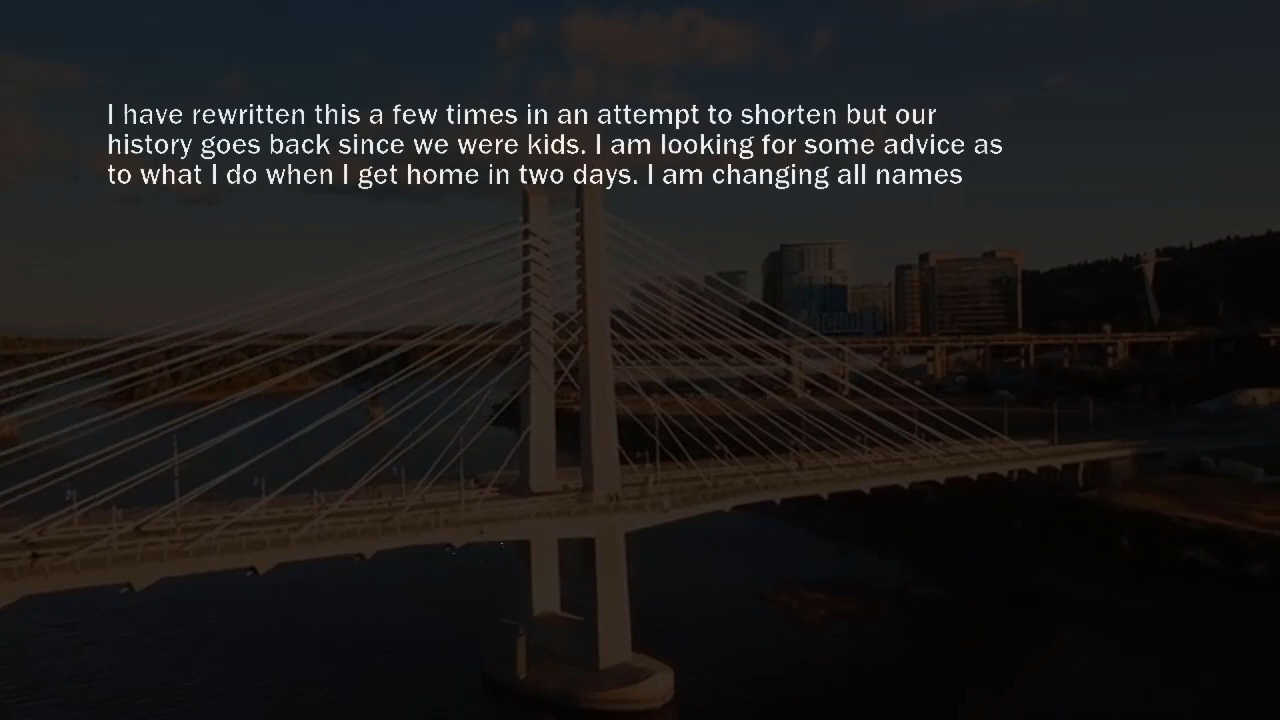 I have rewritten this a few times in an attempt to shorten but our
history goes back since we were kids. I am looking for some advice as
to what I do when I get home in two days. I am changing all names